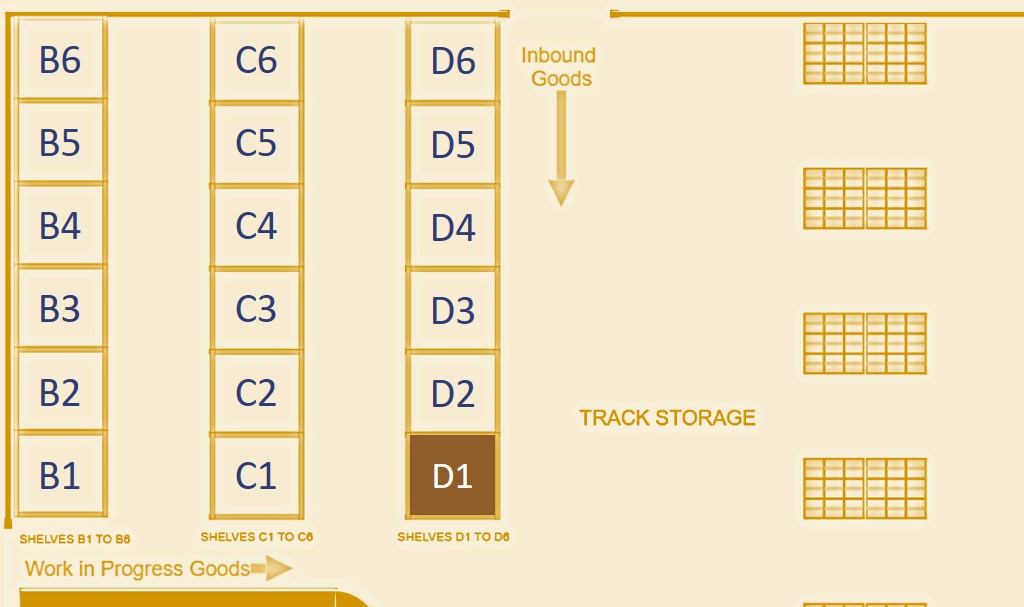 B6
C6
D6
Inbound
Goods
B5
C5
D5
B4
C4
D4
B3
C3
D3
B2
C2
D2
TRACK STORAGE
B1
C1
D1
SHELVES B1 TO B6
SHELVES C1 TO C6
SHELVES D1 TO D6
Work in Progress Goods